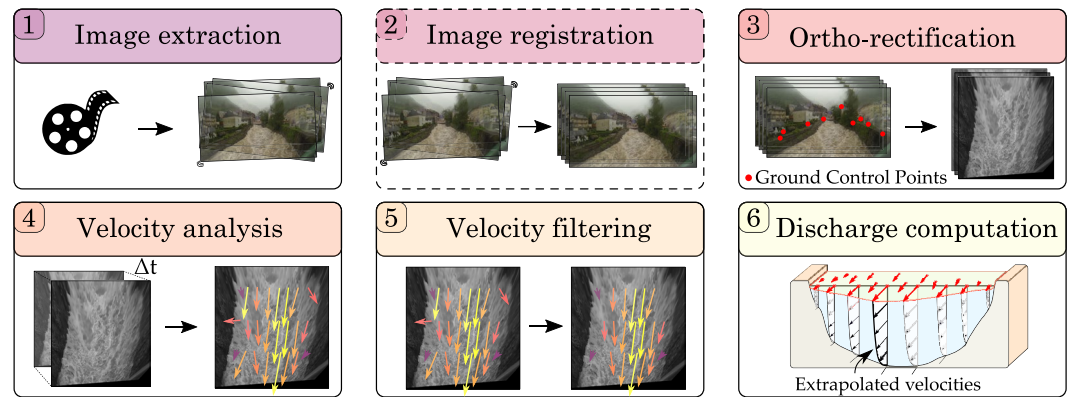 1
Image extraction
2
Image registration
3
Ortho-rectification
Ground Control Points
4
Velocity analysis
Δt
5
Velocity filtering
6
Discharge computation
Extrapolated velocities